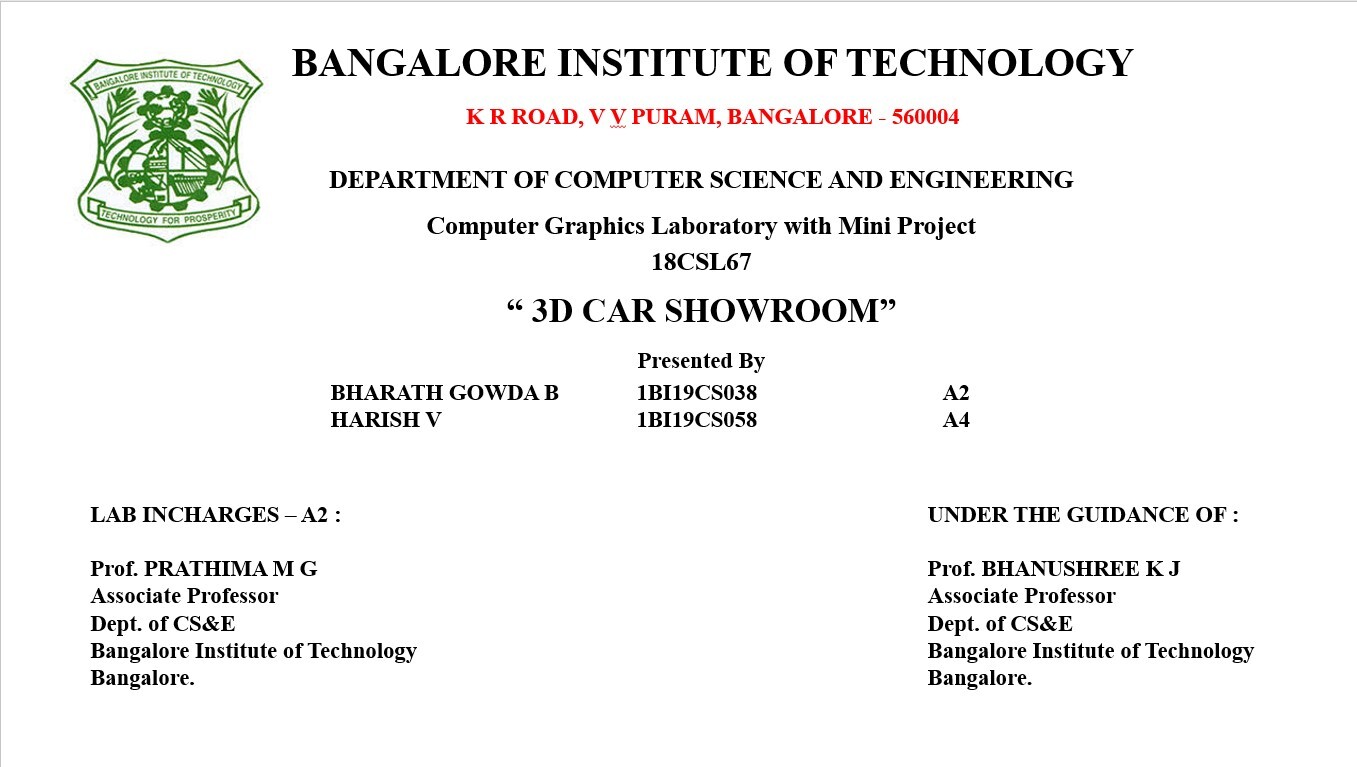 BANGALORE INSTITUTE OF TECHNOLOGY
BANGALORE INSTITUTE OF TECHNOLOGY
TECHNOLOGY FOR PROSPERITY
K R ROAD, V V PURAM, BANGALORE - 560004
DEPARTMENT OF COMPUTER SCIENCE AND ENGINEERING
Computer Graphics Laboratory with Mini Project
18CSL67
“ 3D CAR SHOWROOM”
Presented By
BHARATH GOWDA B 1BI19CS038 A2
HARISH V 1BI19CS058 A4
LAB INCHARGES – A2 :
Prof. PRATHIMA M G
Associate Professor
Dept. of CS&E
Bangalore Institute of Technology
Bangalore.
UNDER THE GUIDANCE OF :
Prof. BHANUSHREE K J
Associate Professor
Dept. of CS&E
Bangalore Institute of Technology
Bangalore.